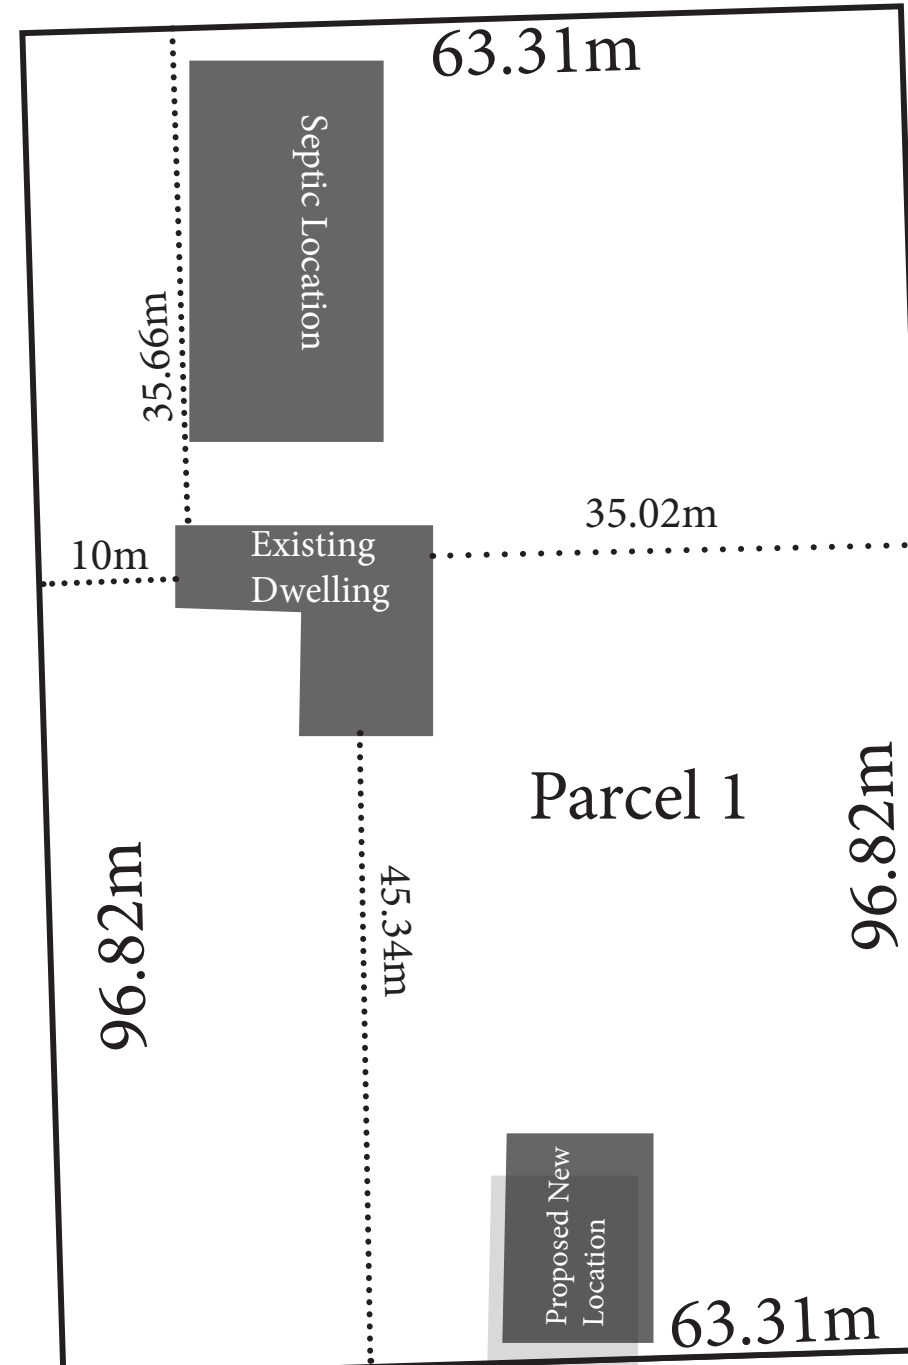 63.31m
Septic Location
35.66m
35.02m
10m
Existing
Dwelling
Parcel 1
96.82m
96.82m
45.34m
Proposed New
Location
63.31m